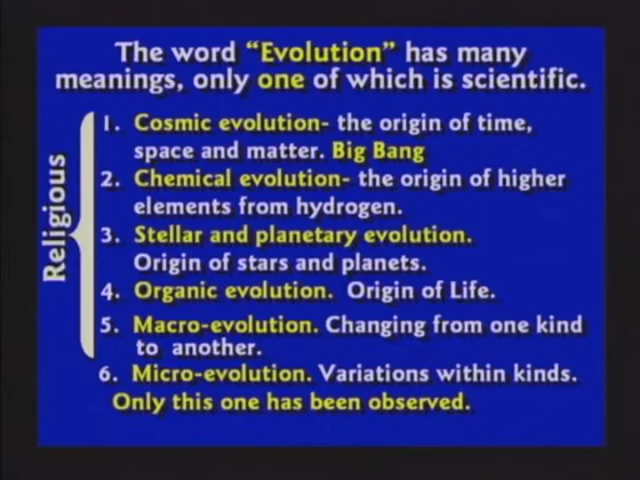 The word “Evolution” has many
meanings, only one of which is scientific.
Religious
1. Cosmic evolution- the origin of time,
space and matter. Big Bang
2. Chemical evolution- the origin of higher
elements from hydrogen.
3. Stellar and planetary evolution.
Origin of stars and planets.
4. Organic evolution. Origin of Life.
5. Macro-evolution. Changing from one kind
to another.
6. Micro-evolution. Variations within kinds.
Only this one has been observed.